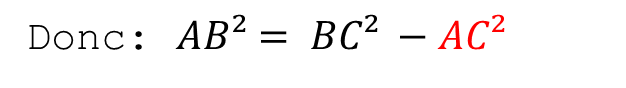 Donc: AB² = BC² − AC²